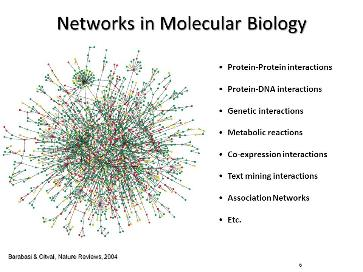 Networks in Molecular Biology
• Protein-Protein interactions
• Protein-DNA interactions
• Genetic interactions
• Metabolic reactions
• Co-expression interactions
• Text mining interactions
• Association Networks
• Etc.
Barabasi & Oltvai, Nature Reviews, 2004
6